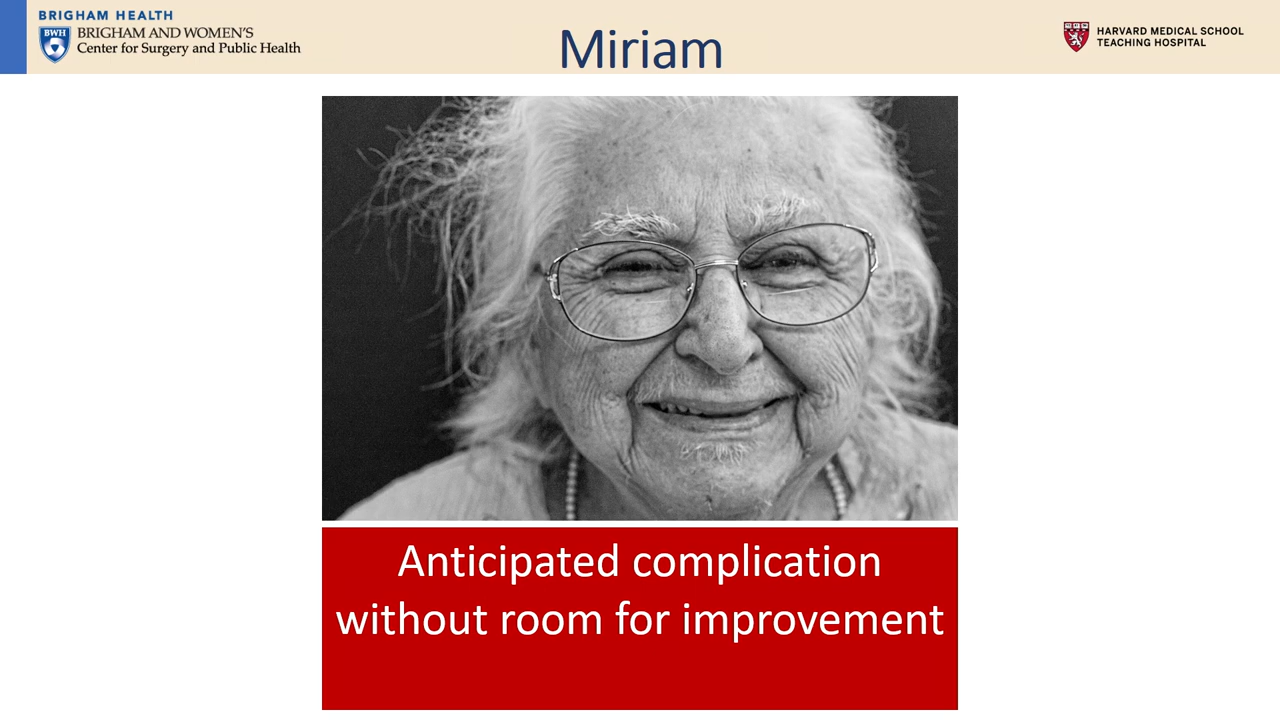 BRIGHAM HEALTH
BWH
BRIGHAM AND WOMEN'S
Center for Surgery and Public Health
Miriam
HARVARD MEDICAL SCHOOL
TEACHING HOSPITAL
Anticipated complication
without room for improvement